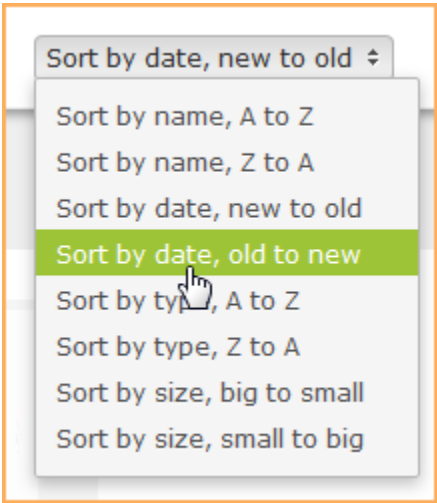 Sort by date, new to old
Sort by name, A to Z
Sort by name, Z to A
Sort by date, new to old
Sort by date, old to new
Sort by type, A to Z
Sort by type, Z to A
Sort by size, big to small
Sort by size, small to big